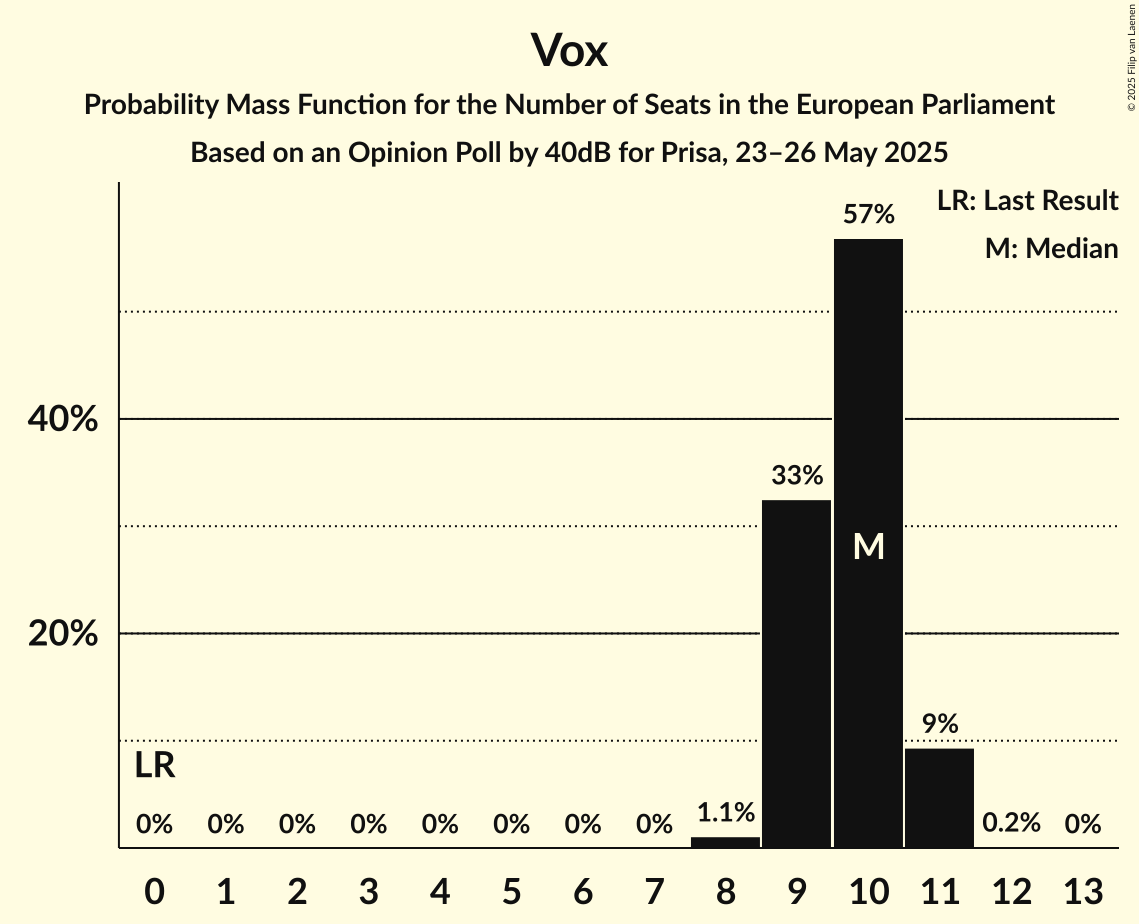 Vox
Probability Mass Function for the Number of Seats in the European Parliament
Based on an Opinion Poll by 40dB for Prisa, 23–26 May 2025
© 2025 Filip van Laenen
LR: Last Result
M: Median
57%
40%
33%
M
20%
9%
LR
0% 0% 0% 0% 0% 0% 0% 0% 1.1% 0.2% 0%
0 1 2 3 4 5 6 7 8 9 10 11 12 13